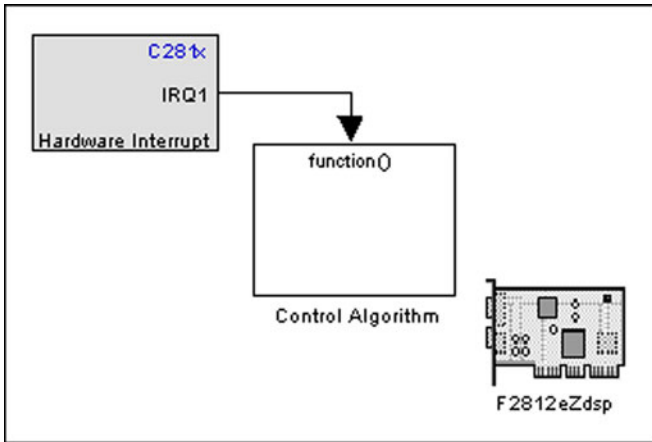 C281x
IRQ1
Hardware Interrupt
function()
Control Algorithm
F2812eZdsp